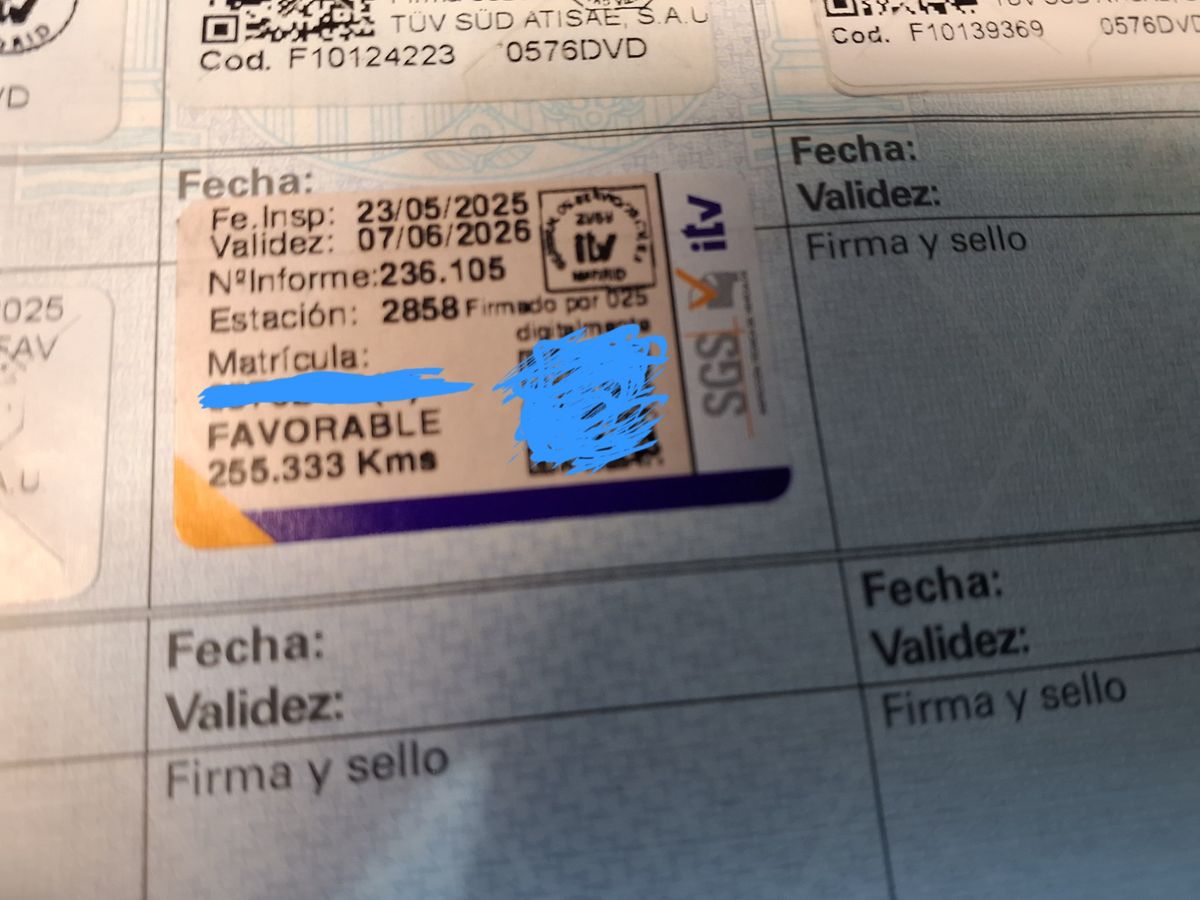 TÜV SÜD ATISAE, S.A.U
Cod. F10124223 0576DVD
Cod. F10139369
Fecha:
Fe.Insp: 23/05/2025
Validez: 07/06/2026
NºInforme:236.105
Estación: 2858 Firmado por 025
digitalmente
Matrícula:
FAVORABLE
255.333 Kms
itv
MADRID
itv
SGS
Fecha:
Validez:
Firma y sello
025
A.U
Fecha:
Validez:
Firma y sello
Fecha:
Validez:
Firma y sello